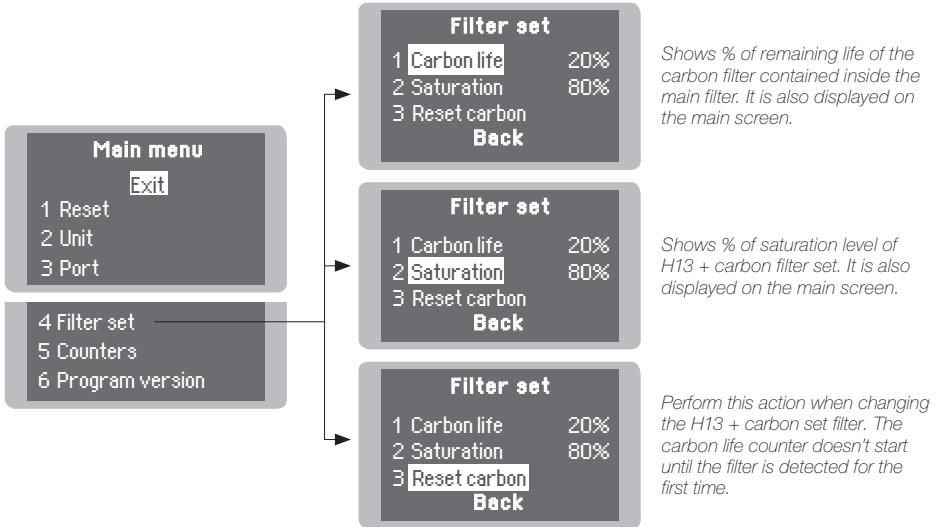 Main menu
Exit
1 Reset
2 Unit
3 Port
4 Filter set
5 Counters
6 Program version
Filter set
1 Carbon life 20%
2 Saturation 80%
3 Reset carbon
Back
Shows % of remaining life of the
carbon filter contained inside the
main filter. It is also displayed on
the main screen.
Filter set
1 Carbon life 20%
2 Saturation 80%
3 Reset carbon
Back
Shows % of saturation level of
H13 + carbon filter set. It is also
displayed on the main screen.
Filter set
1 Carbon life 20%
2 Saturation 80%
3 Reset carbon
Back
Perform this action when changing
the H13 + carbon set filter. The
carbon life counter doesn't start
until the filter is detected for the
first time.